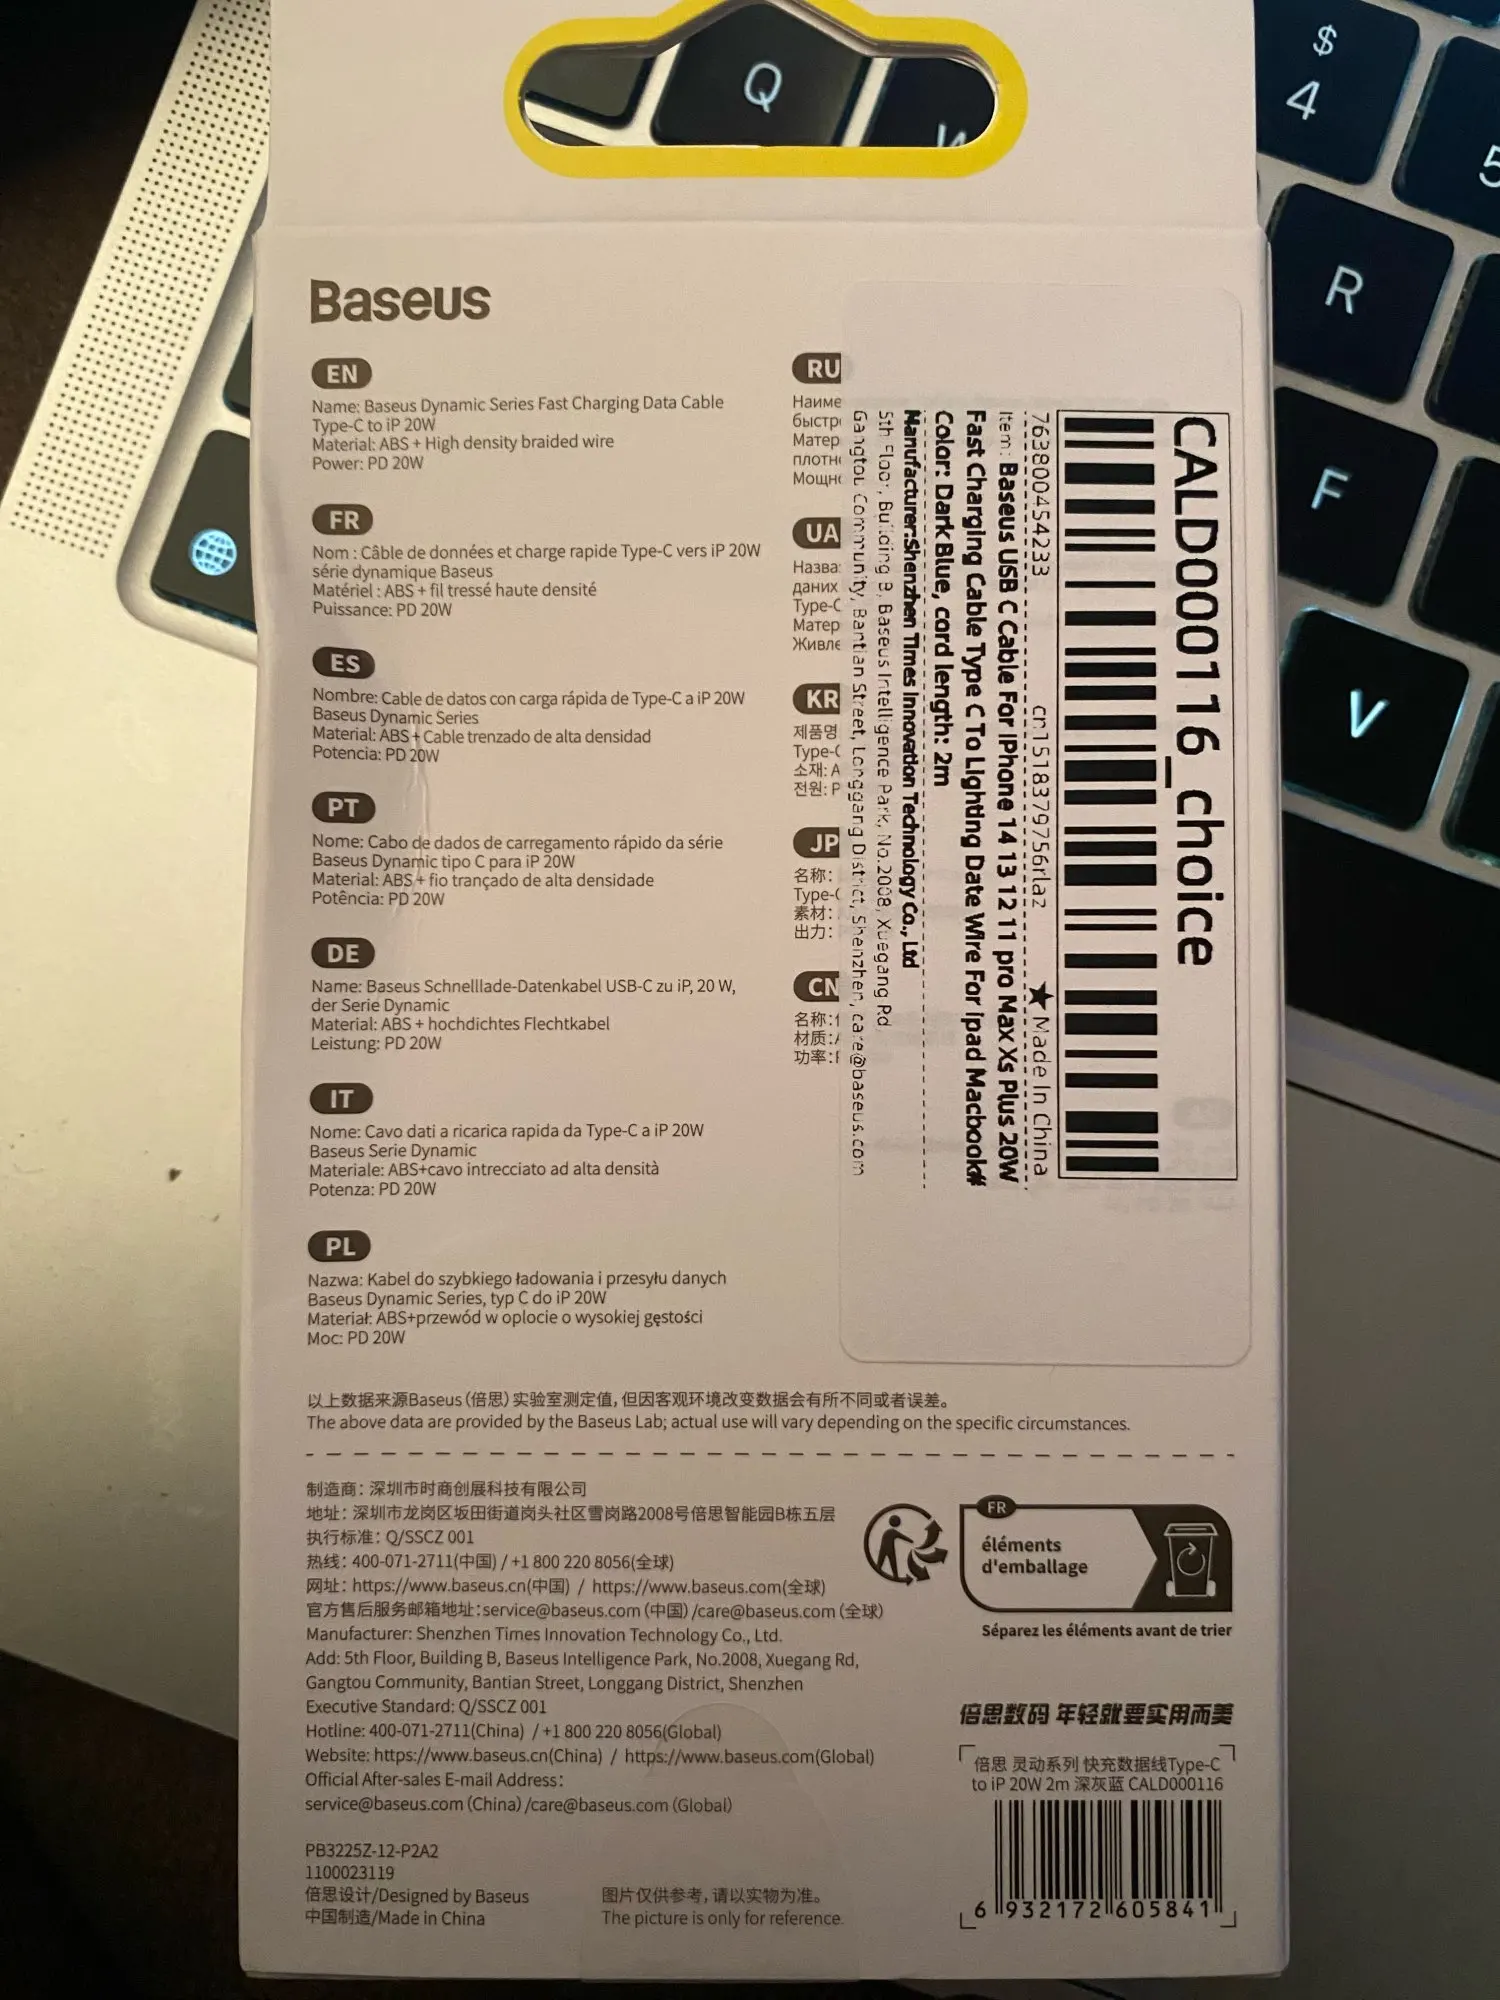 Q
W
$
4
5
R
F
V
Baseus
EN
Name: Baseus Dynamic Series Fast Charging Data Cable
Type-C to iP 20W
Material: ABS + High density braided wire
Power: PD 20W
FR
Nom : Câble de données et charge rapide Type-C vers iP 20W
série dynamique Baseus
Matériel : ABS + fil tressé haute densité
Puissance: PD 20W
ES
Nombre: Cable de datos con carga rápida de Type-C a iP 20W
Baseus Dynamic Series
Material: ABS + Cable trenzado de alta densidad
Potencia: PD 20W
PT
Nome: Cabo de dados de carregamento rápido da série
Baseus Dynamic tipo C para iP 20W
Material: ABS + fio trançado de alta densidade
Potência: PD 20W
DE
Name: Baseus Schnelllade-Datenkabel USB-C zu iP, 20 W,
der Serie Dynamic
Material: ABS + hochdichtes Flechtkabel
Leistung: PD 20W
IT
Nome: Cavo dati a ricarica rapida da Type-C a iP 20W
Baseus Serie Dynamic
Materiale: ABS+cavo intrecciato ad alta densità
Potenza: PD 20W
PL
Nazwa: Kabel do szybkiego ładowania i przesyłu danych
Baseus Dynamic Series, typ C do iP 20W
Materiał: ABS+przewód w oplocie o wysokiej gęstości
Moc: PD 20W
RU
UA
даних
KR
제품명
소재: A
전원: P
JP
名称:
素材:
出力:
CN
名称:
材质:
功率:
CALD000116_choice
763800454233 cn1518379756rlaz ★ Made In China
Item: Baseus USB C Cable For IPhone 14 13 12 11 pro Max Xs Plus 20W
Fast Charging Cable Type C To Lighting Date Wire For ipad Macbook#
Color: Dark Blue, cord length: 2m
Manufacturer:Shenzhen Times Innovation Technology Co., Ltd
5th Floor, Building B, Baseus Intelligence Park, No.2008, Xuegang Rd,
Gangtou Community, Bantian Street, Longgang District, Shenzhen, care@baseus.com
以上数据来源Baseus（倍思）实验室测定值，但因客观环境改变数据会有所不同或者误差。
The above data are provided by the Baseus Lab; actual use will vary depending on the specific circumstances.
制造商：深圳市时商创展科技有限公司
地址：深圳市龙岗区坂田街道岗头社区雪岗路2008号倍思智能园B栋五层
执行标准：Q/SSCZ 001
热线：400-071-2711(中国) / +1 800 220 8056(全球)
网址：https://www.baseus.cn(中国) / https://www.baseus.com(全球)
官方售后服务邮箱地址：service@baseus.com (中国) /care@baseus.com (全球)
Manufacturer: Shenzhen Times Innovation Technology Co., Ltd.
Add: 5th Floor, Building B, Baseus Intelligence Park, No.2008, Xuegang Rd,
Gangtou Community, Bantian Street, Longgang District, Shenzhen
Executive Standard: Q/SSCZ 001
Hotline: 400-071-2711(China) / +1 800 220 8056(Global)
Website: https://www.baseus.cn(China) / https://www.baseus.com(Global)
Official After-sales E-mail Address:
service@baseus.com (China) /care@baseus.com (Global)
PB3225Z-12-P2A2
1100023119
倍思设计/Designed by Baseus
中国制造/Made in China
图片仅供参考，请以实物为准。
The picture is only for reference.
FR
éléments
d'emballage
Séparez les éléments avant de trier
倍思数码 年轻就要实用而美
倍思 灵动系列 快充数据线Type-C
to iP 20W 2m 深灰蓝 CALD000116
6 932172 605841